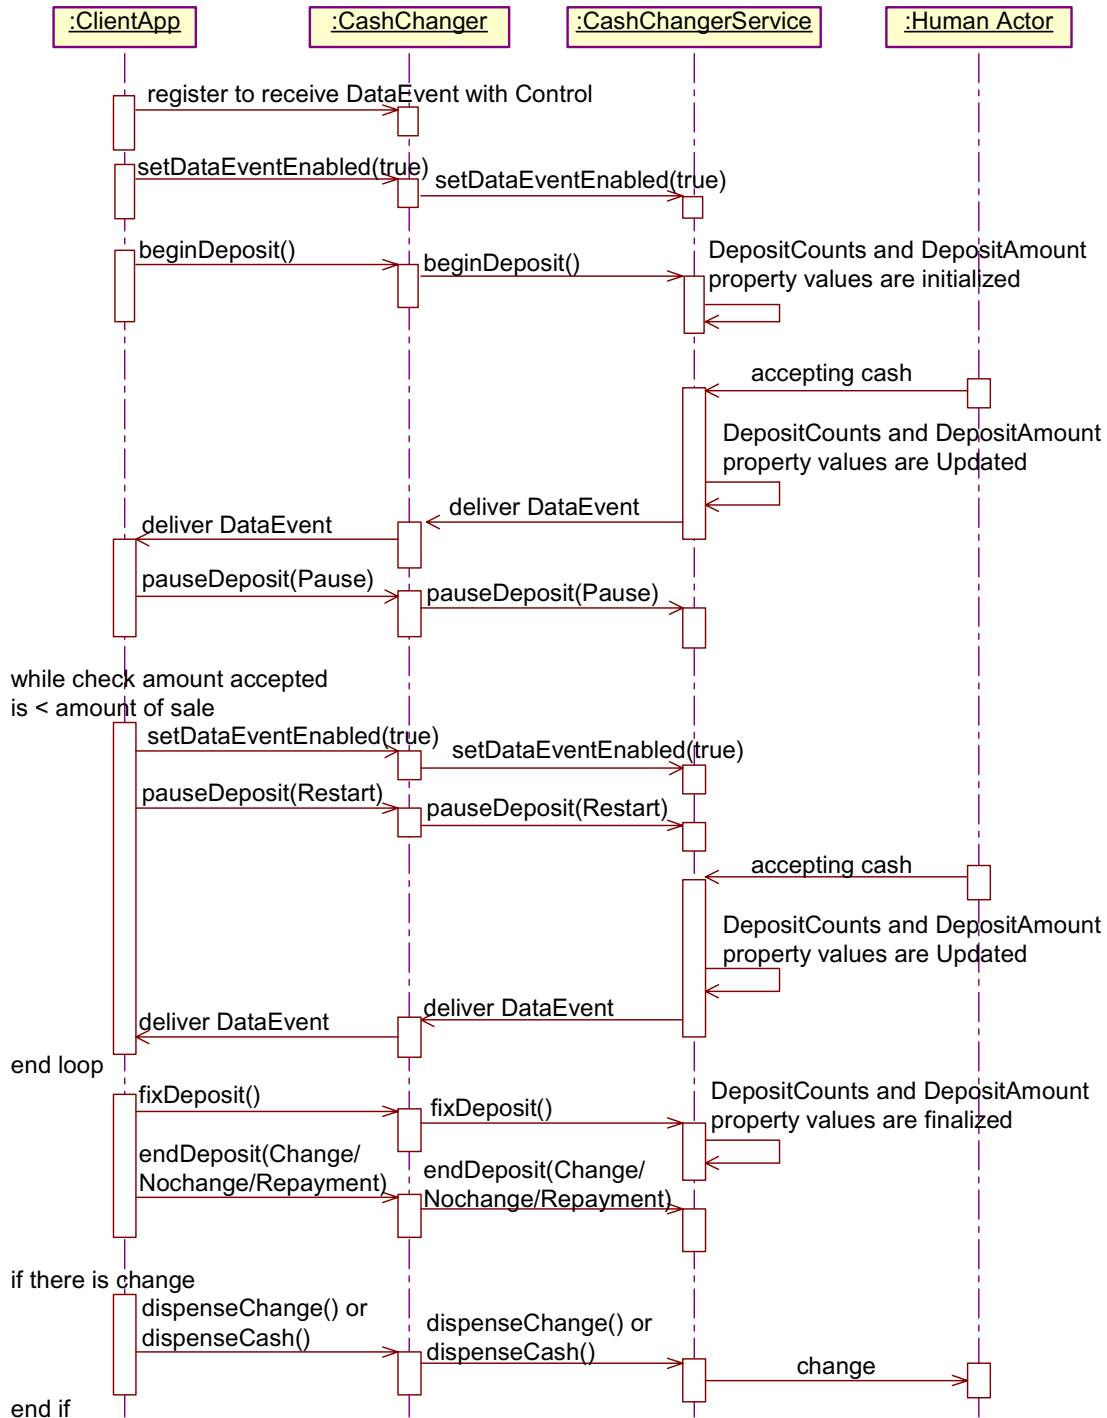 :ClientApp
:CashChanger
:CashChangerService
:Human Actor
register to receive DataEvent with Control
setDataEventEnabled(true)
setDataEventEnabled(true)
beginDeposit()
beginDeposit()
DepositCounts and DepositAmount
property values are initialized
accepting cash
DepositCounts and DepositAmount
property values are Updated
deliver DataEvent
deliver DataEvent
pauseDeposit(Pause)
pauseDeposit(Pause)
while check amount accepted
is < amount of sale
setDataEventEnabled(true)
setDataEventEnabled(true)
pauseDeposit(Restart)
pauseDeposit(Restart)
accepting cash
DepositCounts and DepositAmount
property values are Updated
deliver DataEvent
deliver DataEvent
end loop
fixDeposit()
fixDeposit()
DepositCounts and DepositAmount
property values are finalized
endDeposit(Change/
Nochange/Repayment)
endDeposit(Change/
Nochange/Repayment)
if there is change
dispenseChange() or
dispenseCash()
dispenseChange() or
dispenseCash()
change
end if